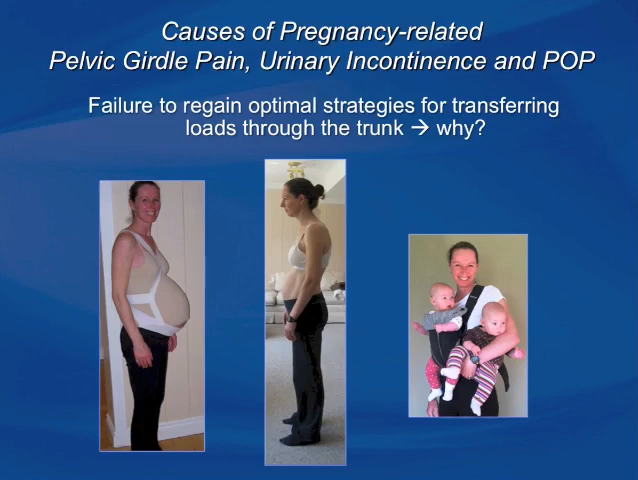 Causes of Pregnancy-related
Pelvic Girdle Pain, Urinary Incontinence and POP
Failure to regain optimal strategies for transferring
loads through the trunk → why?